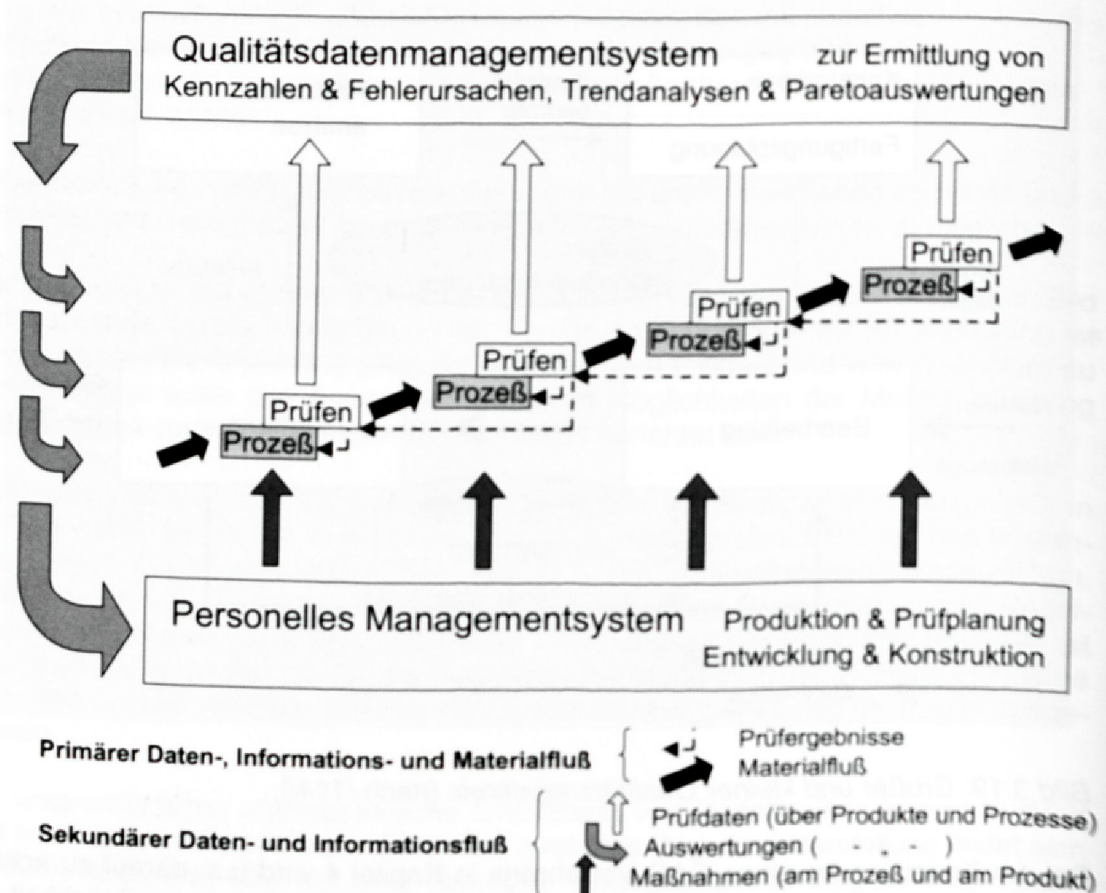 Qualitätsdatenmanagementsystem zur Ermittlung von
Kennzahlen & Fehlerursachen, Trendanalysen & Paretoauswertungen
Prüfen
Prozeß
Prüfen
Prozeß
Prüfen
Prozeß
Prüfen
Prozeß
Personelles Managementsystem Produktion & Prüfplanung
Entwicklung & Konstruktion
Primärer Daten-, Informations- und Materialfluß
Prüfergebnisse
Materialfluß
Sekundärer Daten- und Informationsfluß
Prüfdaten (über Produkte und Prozesse)
Auswertungen ( - „ - )
Maßnahmen (am Prozeß und am Produkt)